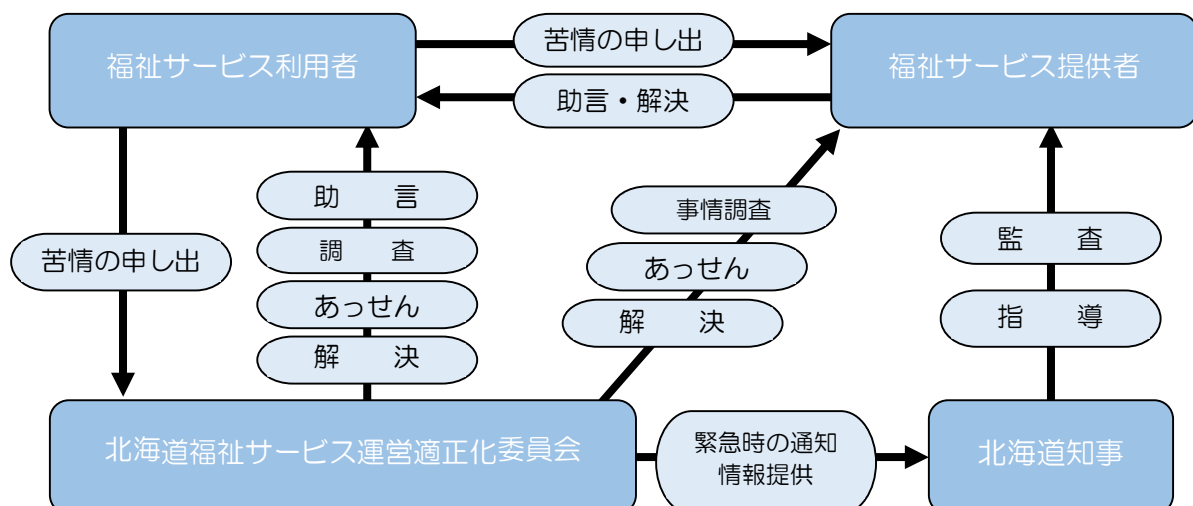 福祉サービス利用者
苦情の申し出
福祉サービス提供者
助言・解決
助　　言
調　　査
あっせん
解　　決
苦情の申し出
事情調査
あっせん
解　　決
監　　査
指　　導
北海道福祉サービス運営適正化委員会
緊急時の通知
情報提供
北海道知事